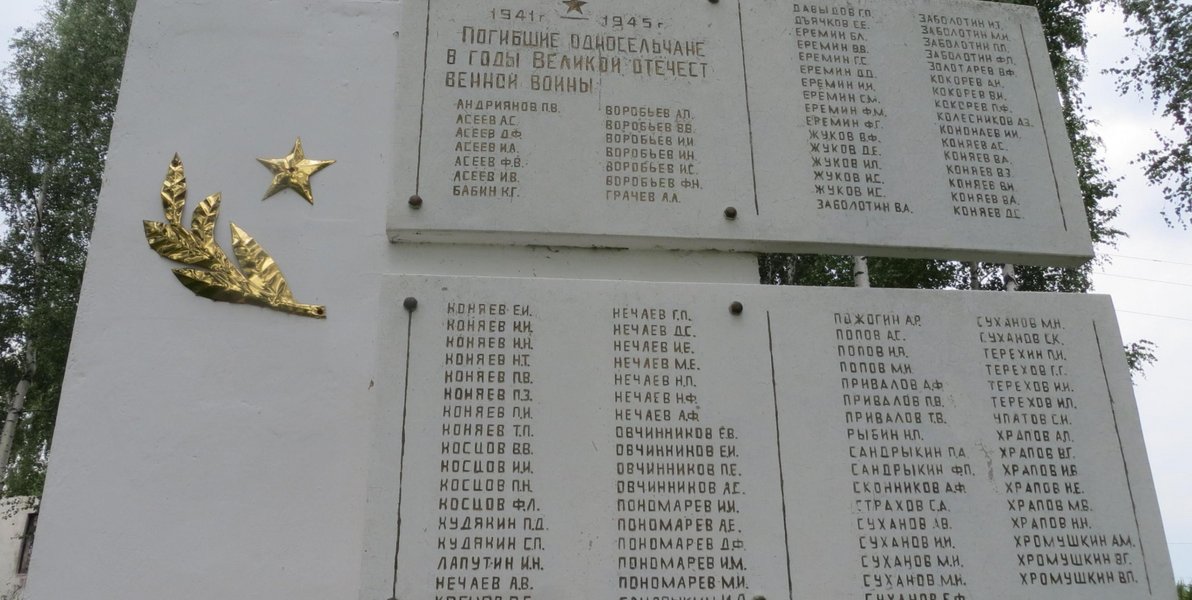 1941г. 1945г.
ПОГИБШИЕ ОДНОСЕЛЬЧАНЕ
В ГОДЫ ВЕЛИКОЙ ОТЕЧЕСТ
ВЕННОЙ ВОЙНЫ
АНДРИЯНОВ П.В.
АСЕЕВ А.С.
АСЕЕВ Д.Ф.
АСЕЕВ И.А.
АСЕЕВ Ф.В.
АСЕЕВ И.В.
БАБИН К.Г.
ВОРОБЬЕВ А.П.
ВОРОБЬЕВ В.В.
ВОРОБЬЕВ И.И.
ВОРОБЬЕВ И.Н.
ВОРОБЬЕВ И.С.
ВОРОБЬЕВ Ф.Н.
ГРАЧЕВ А.А.
ДАВЫДОВ Г.О.
ДЬЯЧКОВ Е.Е.
ЕРЕМИН Б.Л.
ЕРЕМИН В.В.
ЕРЕМИН Г.С.
ЕРЕМИН Д.Д.
ЕРЕМИН И.Н.
ЕРЕМИН С.М.
ЕРЕМИН Ф.М.
ЕРЕМИН Ф.Г.
ЖУКОВ В.Ф.
ЖУКОВ Д.Е.
ЖУКОВ И.П.
ЖУКОВ И.С.
ЖУКОВ И.С.
ЗАБОЛОТИН В.А.
ЗАБОЛОТИН И.Т.
ЗАБОЛОТИН М.И.
ЗАБОЛОТИН П.П.
ЗАБОЛОТИН Ф.П.
ЗОЛОТАРЕВ В.Ф.
КОКОРЕВ А.Н.
КОКОРЕВ В.И.
КОКОРЕВ П.Ф.
КОЛЕСНИКОВ Д.З.
КОНОНАЕВ И.И.
КОНЯЕВ А.С.
КОНЯЕВ В.А.
КОНЯЕВ В.З.
КОНЯЕВ В.И.
КОНЯЕВ В.А.
КОНЯЕВ Д.С.
КОНЯЕВ Е.И.
КОНЯЕВ И.И.
КОНЯЕВ И.Н.
КОНЯЕВ Н.Т.
КОНЯЕВ П.В.
КОНЯЕВ П.З.
КОНЯЕВ П.И.
КОНЯЕВ Т.П.
КОСЦОВ В.В.
КОСЦОВ И.И.
КОСЦОВ П.Н.
КОСЦОВ Ф.Л.
КУДЯКИН П.Д.
КУДЯКИН С.П.
ЛАПУТИН И.Н.
НЕЧАЕВ А.В.
НЕЧАЕВ Г.П.
НЕЧАЕВ Д.С.
НЕЧАЕВ И.Е.
НЕЧАЕВ М.Е.
НЕЧАЕВ Н.П.
НЕЧАЕВ Н.Ф.
НЕЧАЕВ А.Ф.
ОВЧИННИКОВ Е.В.
ОВЧИННИКОВ Е.И.
ОВЧИННИКОВ П.Е.
ОВЧИННИКОВ А.С.
ПОНОМАРЕВ И.И.
ПОНОМАРЕВ А.Е.
ПОНОМАРЕВ Д.Ф.
ПОНОМАРЕВ И.М.
ПОНОМАРЕВ М.И.
ПАЖОГИН А.Р.
ПОПОВ А.С.
ПОПОВ Н.Я.
ПОПОВ М.Н.
ПРИВАЛОВ Д.Ф.
ПРИВАЛОВ П.В.
ПРИВАЛОВ Т.В.
РЫБИН Н.П.
САНДРЫКИН П.Д.
САНДРЫКИН Ф.П.
СКОННИКОВ А.Ф.
СТРАХОВ С.А.
СУХАНОВ
СУХАНОВ И.И.
СУХАНОВ М.И.
СУХАНОВ М.Н.
СУХАНОВ М.Н.
СУХАНОВ С.К.
ТЕРЕХИН П.И.
ТЕРЕХОВ Г.Г.
ТЕРЕХОВ И.И.
ТЕРЕХОВ И.П.
УПАТОВ С.Н.
ХРАПОВ А.П.
ХРАПОВ В.Г.
ХРАПОВ И.В.
ХРАПОВ И.Е.
ХРАПОВ М.В.
ХРАПОВ Н.Н.
ХРОМУШКИН А.М.
ХРОМУШКИН В.Г.
ХРОМУШКИН В.П.